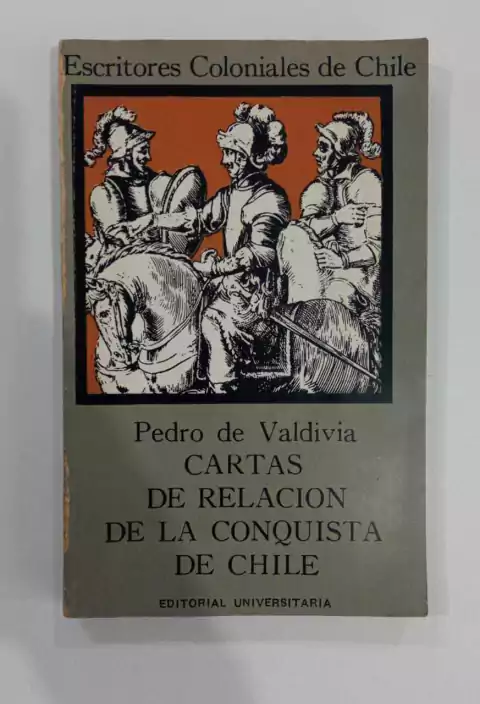 Escritores Coloniales de Chile
Pedro de Valdivia
CARTAS
DE RELACION
DE LA CONQUISTA
DE CHILE
EDITORIAL UNIVERSITARIA